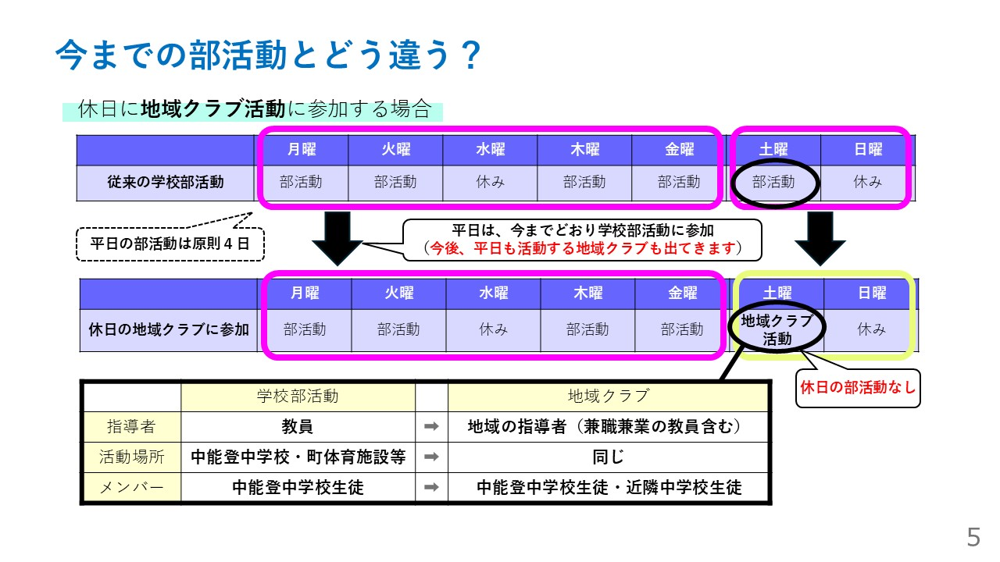 今までの部活動とどう違う？
休日に地域クラブ活動に参加する場合
月曜 火曜 水曜 木曜 金曜 土曜 日曜
従来の学校部活動 部活動 部活動 休み 部活動 部活動 部活動 休み
平日の部活動は原則４日
平日は、今までどおり学校部活動に参加
（今後、平日も活動する地域クラブも出てきます）
月曜 火曜 水曜 木曜 金曜 土曜 日曜
休日の地域クラブに参加 部活動 部活動 休み 部活動 部活動 地域クラブ 休み
活動
休日の部活動なし
学校部活動 地域クラブ
指導者 教員 ➡ 地域の指導者（兼職兼業の教員含む）
活動場所 中能登中学校・町体育施設等 ➡ 同じ
メンバー 中能登中学校生徒 ➡ 中能登中学校生徒・近隣中学校生徒
5